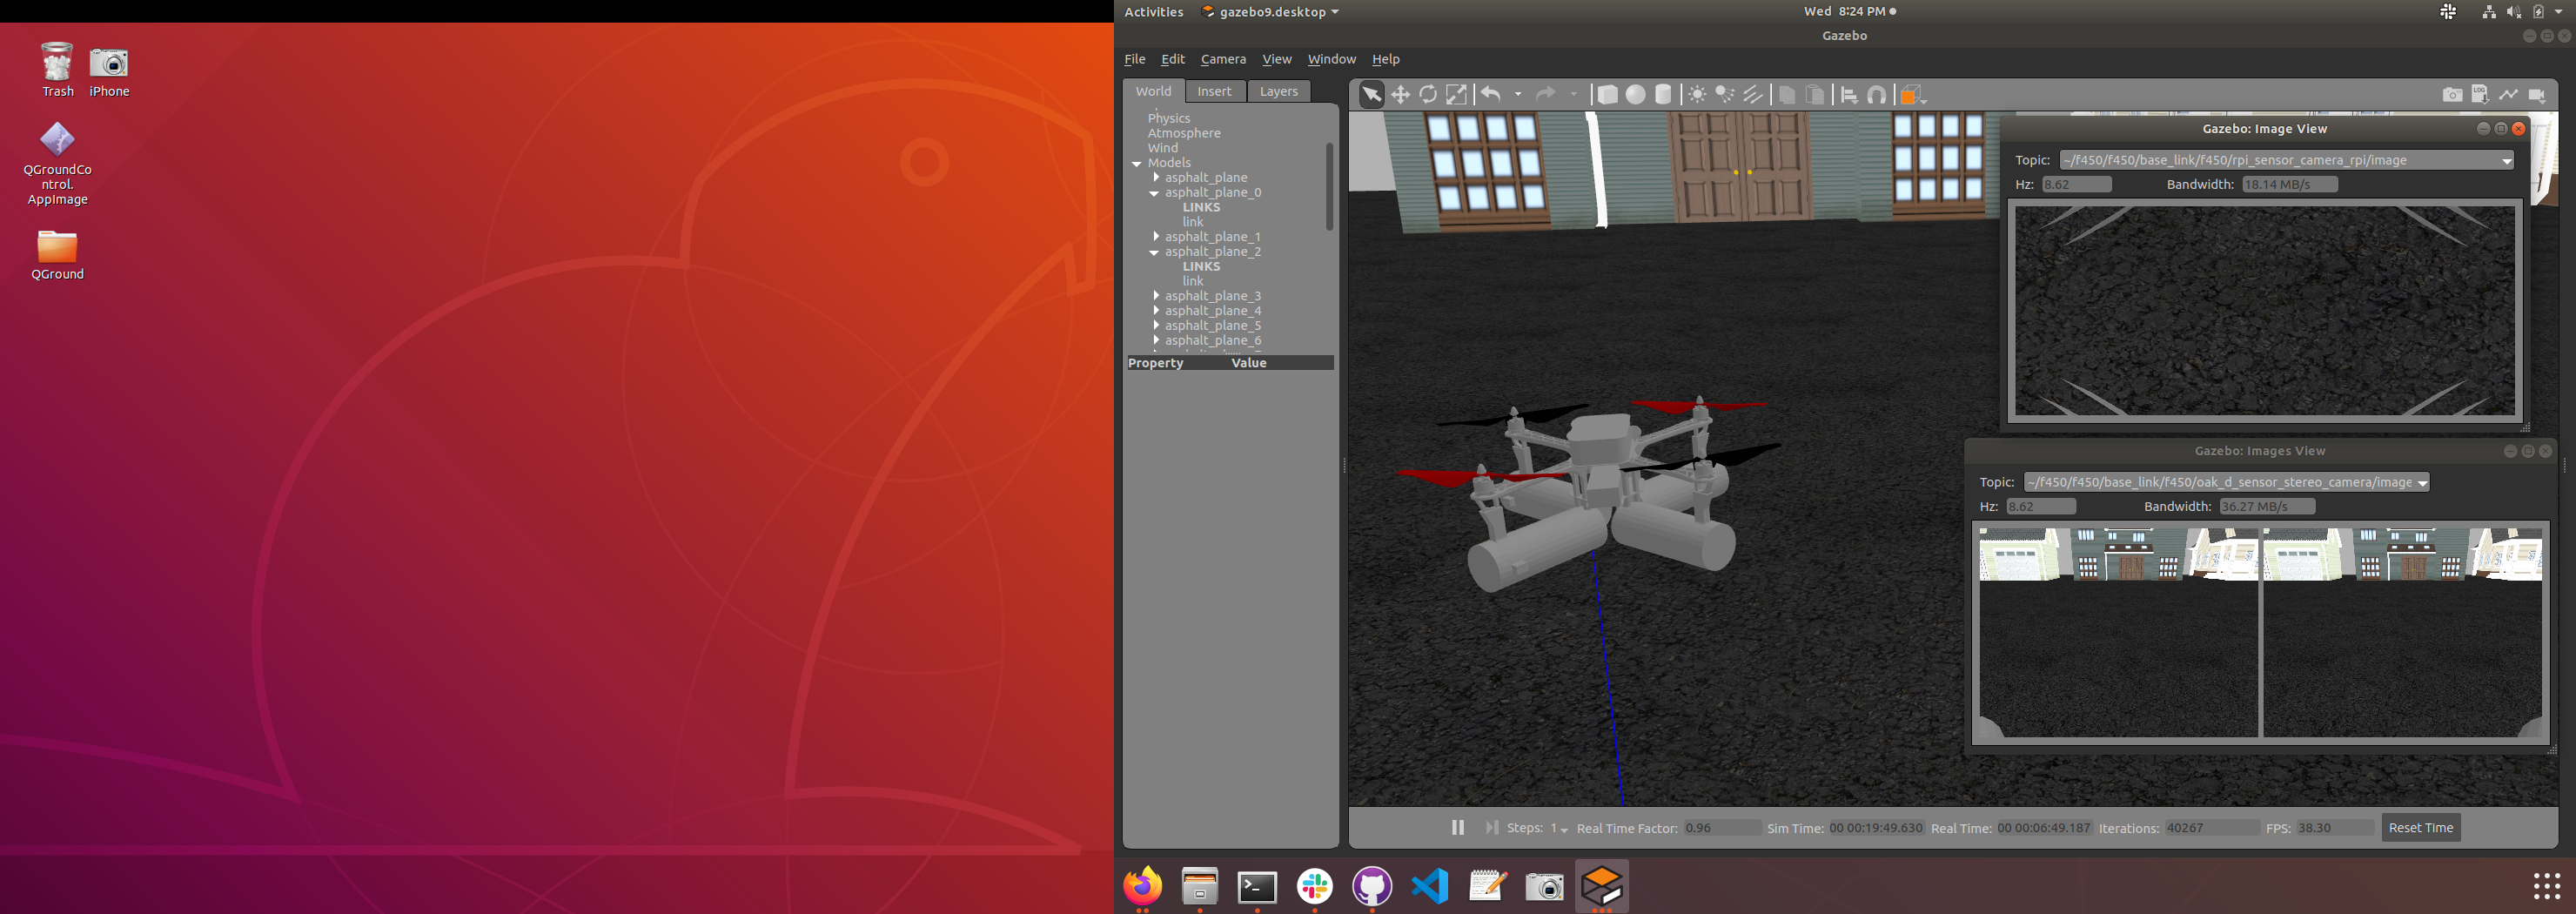 Trash
iPhone
QGroundCo
ntrol.
AppImage
QGround
Activities
gazebo9.desktop
Wed 8:24 PM
Gazebo
File Edit Camera View Window Help
World Insert Layers
Physics
Atmosphere
Wind
Models
asphalt_plane
asphalt_plane_0
LINKS
link
asphalt_plane_1
asphalt_plane_2
LINKS
link
asphalt_plane_3
asphalt_plane_4
asphalt_plane_5
asphalt_plane_6
Property Value
LOG
Gazebo: Image View
Topic: ~/f450/f450/base_link/f450/rpi_sensor_camera_rpi/image
Hz: 8.62 Bandwidth: 18.14 MB/s
Gazebo: Images View
Topic: ~/f450/f450/base_link/f450/oak_d_sensor_stereo_camera/image
Hz: 8.62 Bandwidth: 36.27 MB/s
Steps: 1 Real Time Factor: 0.96 Sim Time: 00 00:19:49.630 Real Time: 00 00:06:49.187 Iterations: 40267 FPS: 38.30 Reset Time